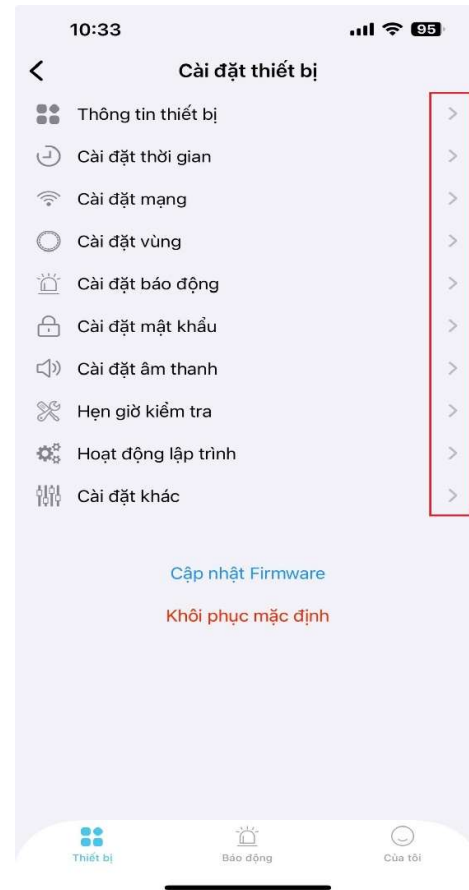 10:33
95
Cài đặt thiết bị
Thông tin thiết bị
Cài đặt thời gian
Cài đặt mạng
Cài đặt vùng
Cài đặt báo động
Cài đặt mật khẩu
Cài đặt âm thanh
Hẹn giờ kiểm tra
Hoạt động lập trình
Cài đặt khác
Cập nhật Firmware
Khôi phục mặc định
Thiết bị
Báo động
Của tôi